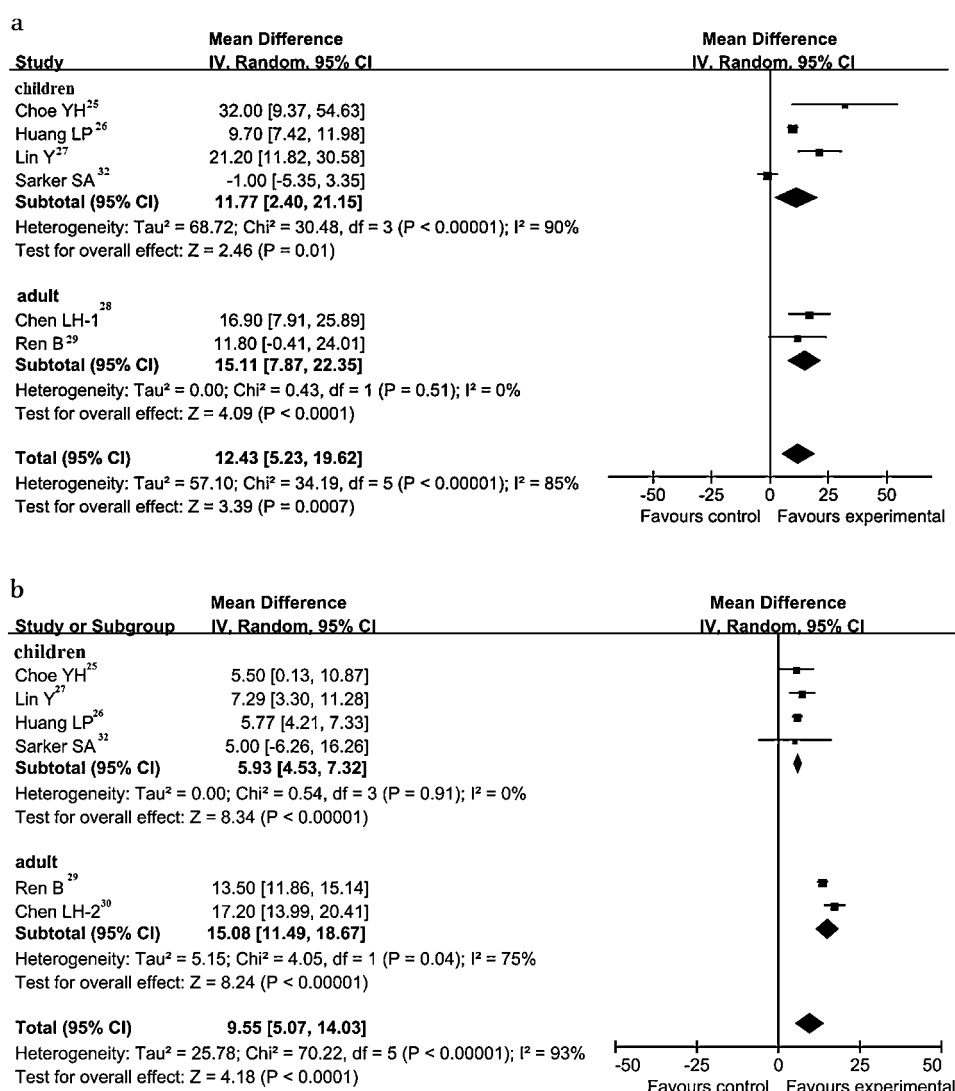 a
Mean Difference Mean Difference
Study IV, Random, 95% CI IV, Random, 95% CI
children
Choe YH25 32.00 [9.37, 54.63]
Huang LP26 9.70 [7.42, 11.98]
Lin Y27 21.20 [11.82, 30.58]
Sarker SA32 -1.00 [-5.35, 3.35]
Subtotal (95% CI) 11.77 [2.40, 21.15]
Heterogeneity: Tau² = 68.72; Chi² = 30.48, df = 3 (P < 0.00001); I² = 90%
Test for overall effect: Z = 2.46 (P = 0.01)
adult
Chen LH-128 16.90 [7.91, 25.89]
Ren B29 11.80 [-0.41, 24.01]
Subtotal (95% CI) 15.11 [7.87, 22.35]
Heterogeneity: Tau² = 0.00; Chi² = 0.43, df = 1 (P = 0.51); I² = 0%
Test for overall effect: Z = 4.09 (P < 0.0001)
Total (95% CI) 12.43 [5.23, 19.62]
Heterogeneity: Tau² = 57.10; Chi² = 34.19, df = 5 (P < 0.00001); I² = 85%
Test for overall effect: Z = 3.39 (P = 0.0007)
-50 -25 0 25 50
Favours control Favours experimental
b
Mean Difference Mean Difference
Study or Subgroup IV, Random, 95% CI IV, Random, 95% CI
children
Choe YH25 5.50 [0.13, 10.87]
Lin Y27 7.29 [3.30, 11.28]
Huang LP26 5.77 [4.21, 7.33]
Sarker SA32 5.00 [-6.26, 16.26]
Subtotal (95% CI) 5.93 [4.53, 7.32]
Heterogeneity: Tau² = 0.00; Chi² = 0.54, df = 3 (P = 0.91); I² = 0%
Test for overall effect: Z = 8.34 (P < 0.00001)
adult
Ren B29 13.50 [11.86, 15.14]
Chen LH-230 17.20 [13.99, 20.41]
Subtotal (95% CI) 15.08 [11.49, 18.67]
Heterogeneity: Tau² = 5.15; Chi² = 4.05, df = 1 (P = 0.04); I² = 75%
Test for overall effect: Z = 8.24 (P < 0.00001)
Total (95% CI) 9.55 [5.07, 14.03]
Heterogeneity: Tau² = 25.78; Chi² = 70.22, df = 5 (P < 0.00001); I² = 93%
Test for overall effect: Z = 4.18 (P < 0.0001)
-50 -25 0 25 50
Favours control Favours experimental